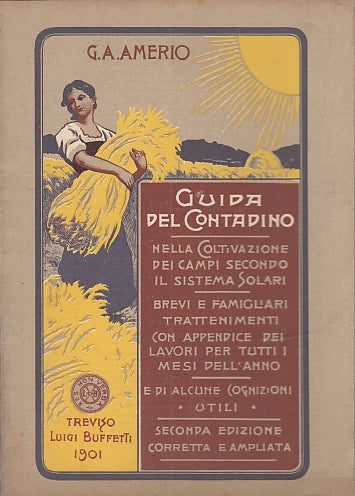 G.A.AMERIO
GUIDA
DEL CONTADINO
NELLA COLTIVAZIONE
DEI CAMPI SECONDO
IL SISTEMA SOLARI
BREVI E FAMIGLIARI
TRATTENIMENTI
CON APPENDICE DEI
LAVORI PER TUTTI I
MESI DELL'ANNO
E DI ALCUNE COGNIZIONI
· UTILI ·
SECONDA EDIZIONE
CORRETTA E AMPLIATA
TREVISO
LUIGI BUFFETTI
1901